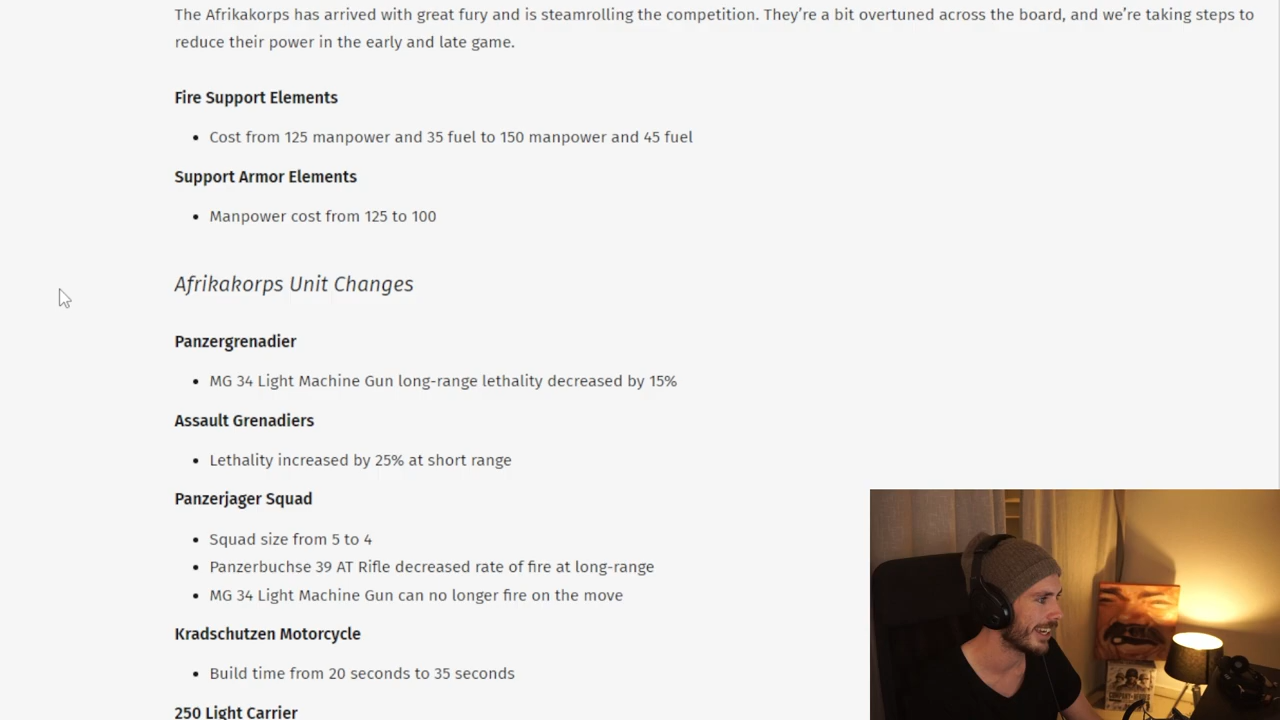 The Afrikakorps has arrived with great fury and is steamrolling the competition. They’re a bit overtuned across the board, and we’re taking steps to
reduce their power in the early and late game.
Fire Support Elements
• Cost from 125 manpower and 35 fuel to 150 manpower and 45 fuel
Support Armor Elements
• Manpower cost from 125 to 100
Afrikakorps Unit Changes
Panzergrenadier
• MG 34 Light Machine Gun long-range lethality decreased by 15%
Assault Grenadiers
• Lethality increased by 25% at short range
Panzerjager Squad
• Squad size from 5 to 4
• Panzerbuchse 39 AT Rifle decreased rate of fire at long-range
• MG 34 Light Machine Gun can no longer fire on the move
Kradschutzen Motorcycle
• Build time from 20 seconds to 35 seconds
250 Light Carrier